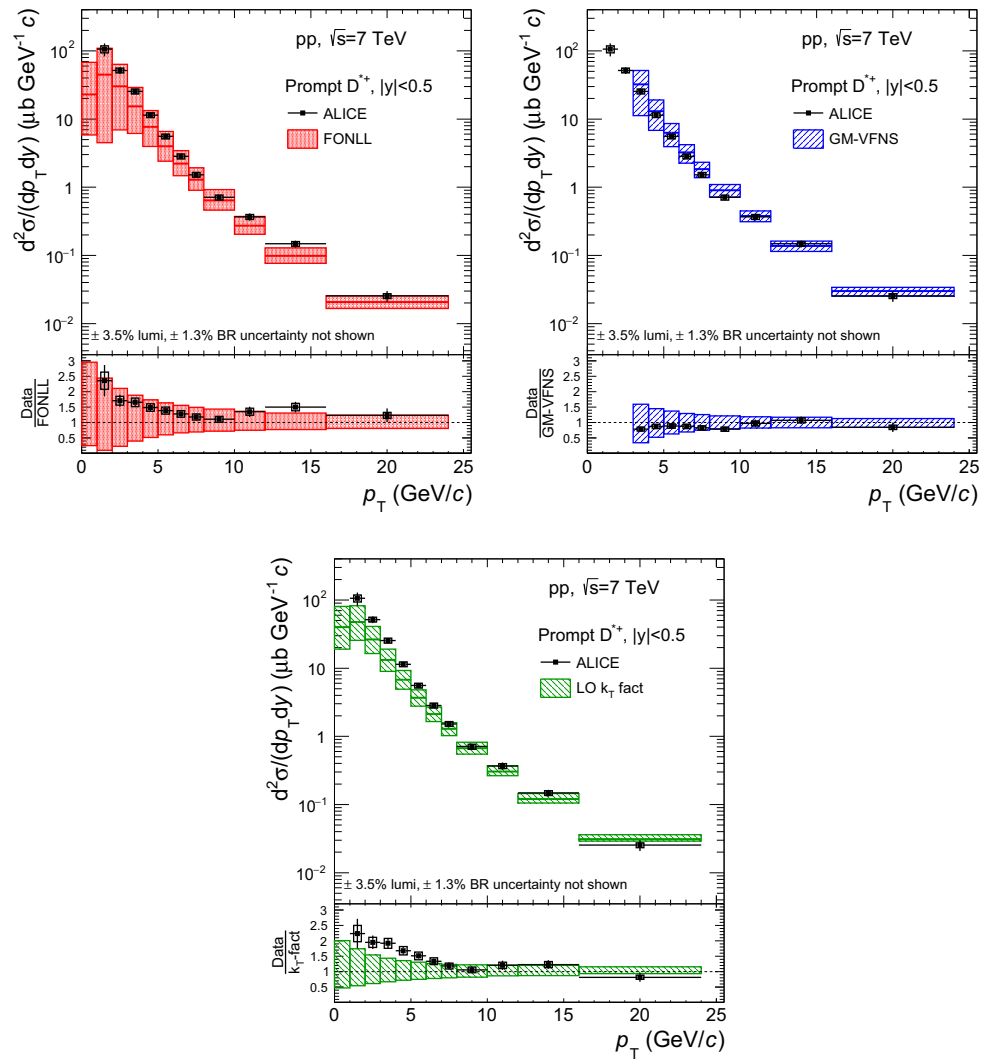 pp, √s=7 TeV
Prompt D*+, |y|<0.5
ALICE
FONLL
d²σ/(dp_T dy) (μb GeV⁻¹ c)
10²
10
1
10⁻¹
10⁻²
± 3.5% lumi, ± 1.3% BR uncertainty not shown
Data
FONLL
3
2.5
2
1.5
1
0.5
0 5 10 15 20 25
p_T (GeV/c)
pp, √s=7 TeV
Prompt D*+, |y|<0.5
ALICE
GM-VFNS
d²σ/(dp_T dy) (μb GeV⁻¹ c)
10²
10
1
10⁻¹
10⁻²
± 3.5% lumi, ± 1.3% BR uncertainty not shown
Data
GM-VFNS
3
2.5
2
1.5
1
0.5
0 5 10 15 20 25
p_T (GeV/c)
pp, √s=7 TeV
Prompt D*+, |y|<0.5
ALICE
LO k_T fact
d²σ/(dp_T dy) (μb GeV⁻¹ c)
10²
10
1
10⁻¹
10⁻²
± 3.5% lumi, ± 1.3% BR uncertainty not shown
Data
k_T-fact
3
2.5
2
1.5
1
0.5
0 5 10 15 20 25
p_T (GeV/c)